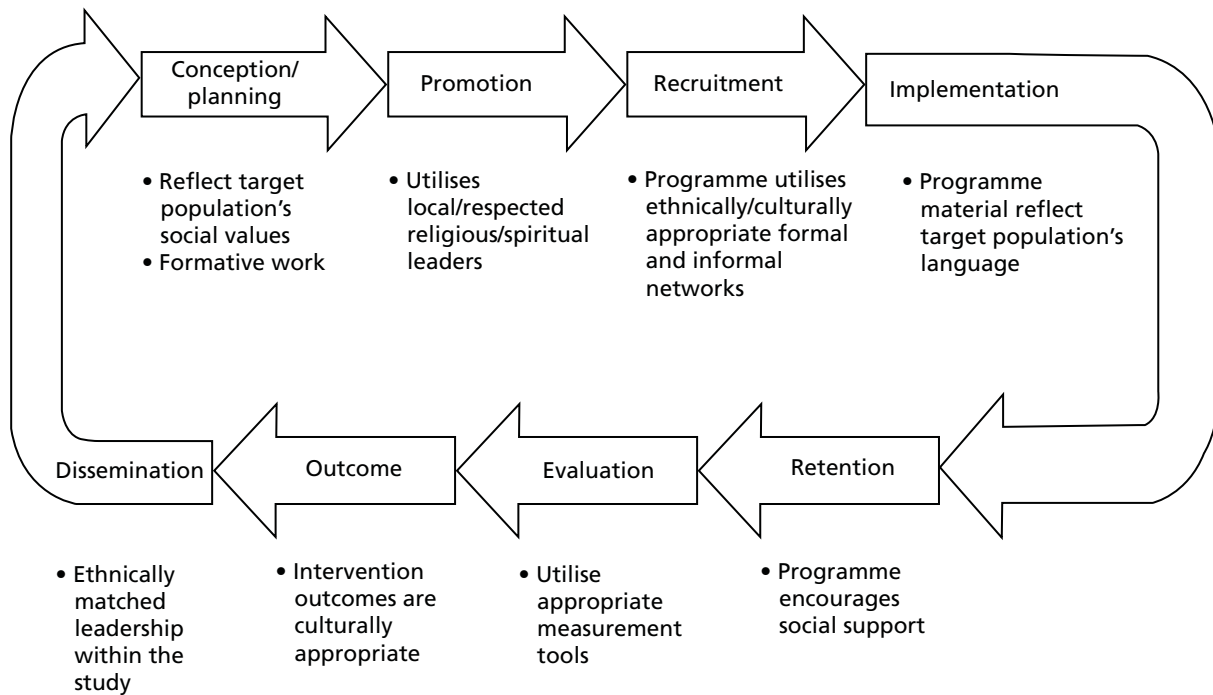 Conception/
planning
Promotion
Recruitment
Implementation
• Reflect target
population’s
social values
• Formative work
• Utilises
local/respected
religious/spiritual
leaders
• Programme utilises
ethnically/culturally
appropriate formal
and informal
networks
• Programme
material reflect
target population’s
language
Dissemination
Outcome
Evaluation
Retention
• Ethnically
matched
leadership
within the
study
• Intervention
outcomes are
culturally
appropriate
• Utilise
appropriate
measurement
tools
• Programme
encourages
social support